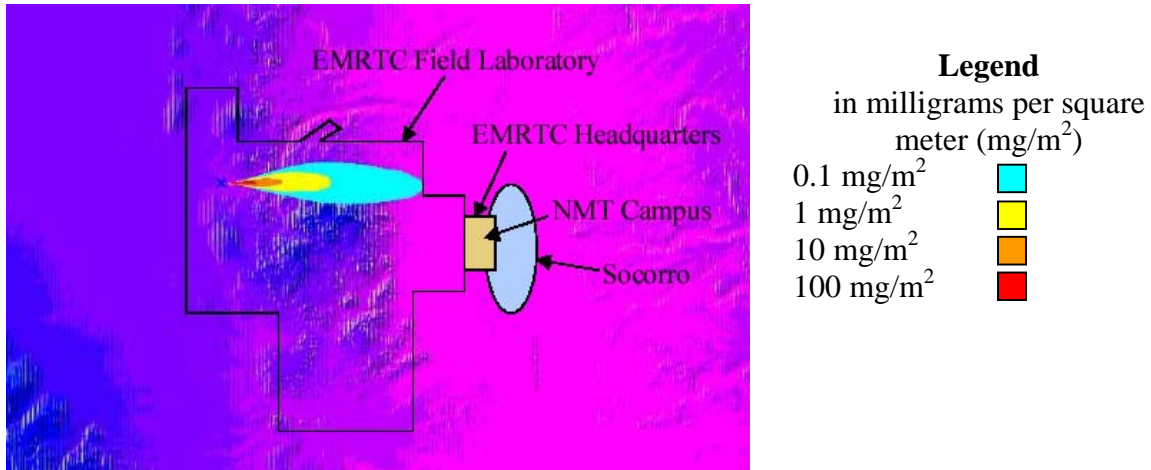 EMRTC Field Laboratory
EMRTC Headquarters
NMT Campus
Socorro
Legend
in milligrams per square
meter (mg/m²)
0.1 mg/m²
1 mg/m²
10 mg/m²
100 mg/m²